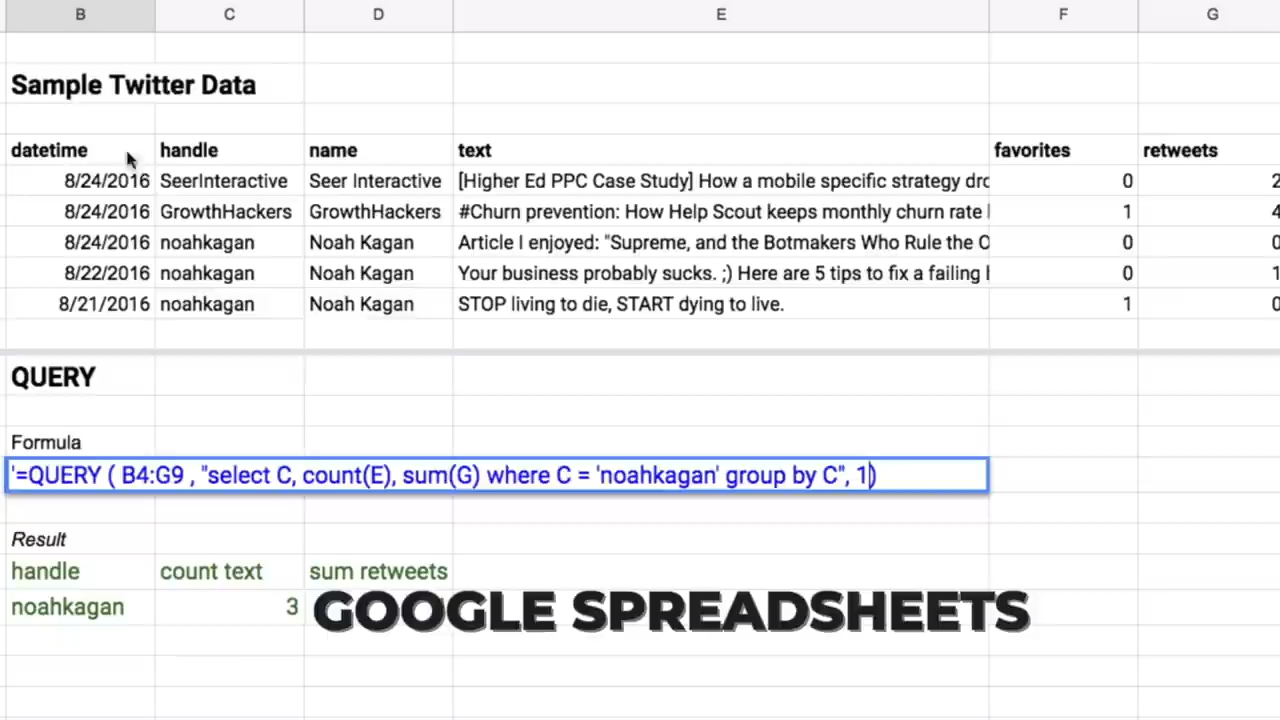 B C D E F G
Sample Twitter Data
datetime handle name text favorites retweets
8/24/2016 SeerInteractive Seer Interactive [Higher Ed PPC Case Study] How a mobile specific strategy 0 2
8/24/2016 GrowthHackers GrowthHackers #Churn prevention: How Help Scout keeps monthly churn rate 1 4
8/24/2016 noahkagan Noah Kagan Article I enjoyed: "Supreme, and the Botmakers Who Rule the 0 0
8/22/2016 noahkagan Noah Kagan Your business probably sucks. ;) Here are 5 tips to fix a failing 0 1
8/21/2016 noahkagan Noah Kagan STOP living to die, START dying to live. 1 0
QUERY
Formula
'=QUERY ( B4:G9 , "select C, count(E), sum(G) where C = 'noahkagan' group by C", 1)
Result
handle count text sum retweets
noahkagan 3
GOOGLE SPREADSHEETS